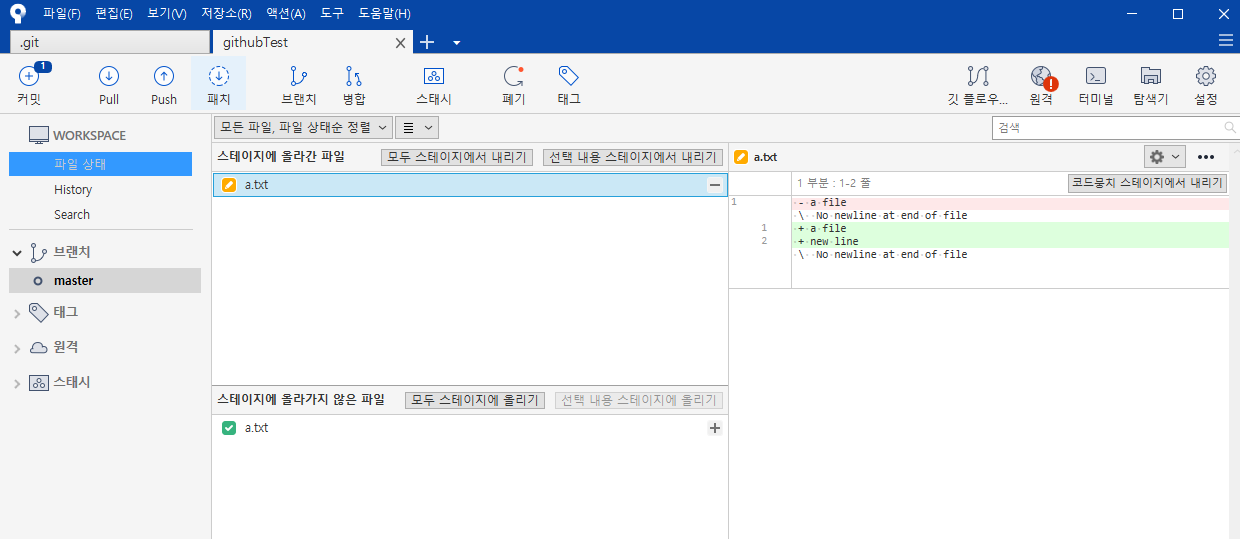 파일(F) 편집(E) 보기(V) 저장소(R) 액션(A) 도구 도움말(H)
.git githubTest
1
커밋 Pull Push 패치 브랜치 병합 스태시 폐기 태그 깃 플로우... 원격 터미널 탐색기 설정
WORKSPACE
파일 상태
History
Search
브랜치
master
태그
원격
스태시
모든 파일, 파일 상태순 정렬
검색
스테이지에 올라간 파일 모두 스테이지에서 내리기 선택 내용 스테이지에서 내리기
a.txt
스테이지에 올라가지 않은 파일 모두 스테이지에 올리기 선택 내용 스테이지에 올리기
a.txt
a.txt
1 부분 : 1-2 줄 코드뭉치 스테이지에서 내리기
1 - a file
\ No newline at end of file
1 + a file
2 + new line
\ No newline at end of file